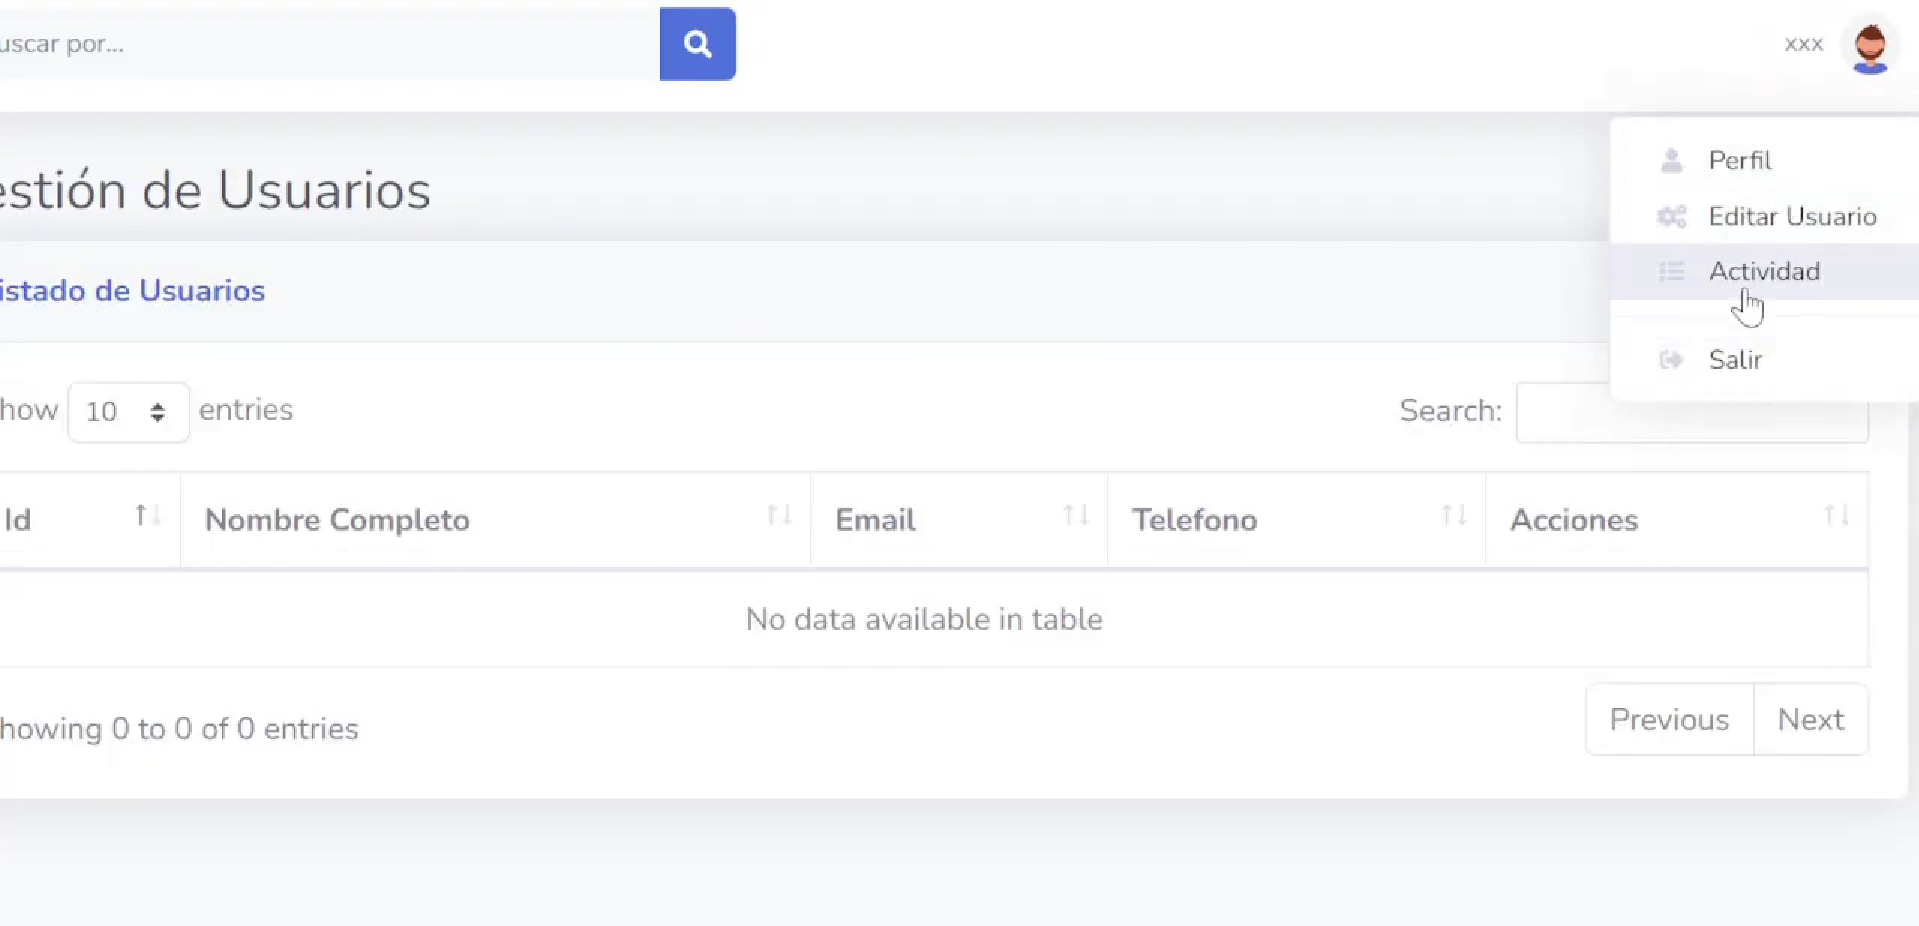 uscar por...
xxx
Perfil
Editar Usuario
Actividad
Salir
estión de Usuarios
istado de Usuarios
how 10 entries
Search:
Id Nombre Completo Email Telefono Acciones
No data available in table
howing 0 to 0 of 0 entries
Previous Next